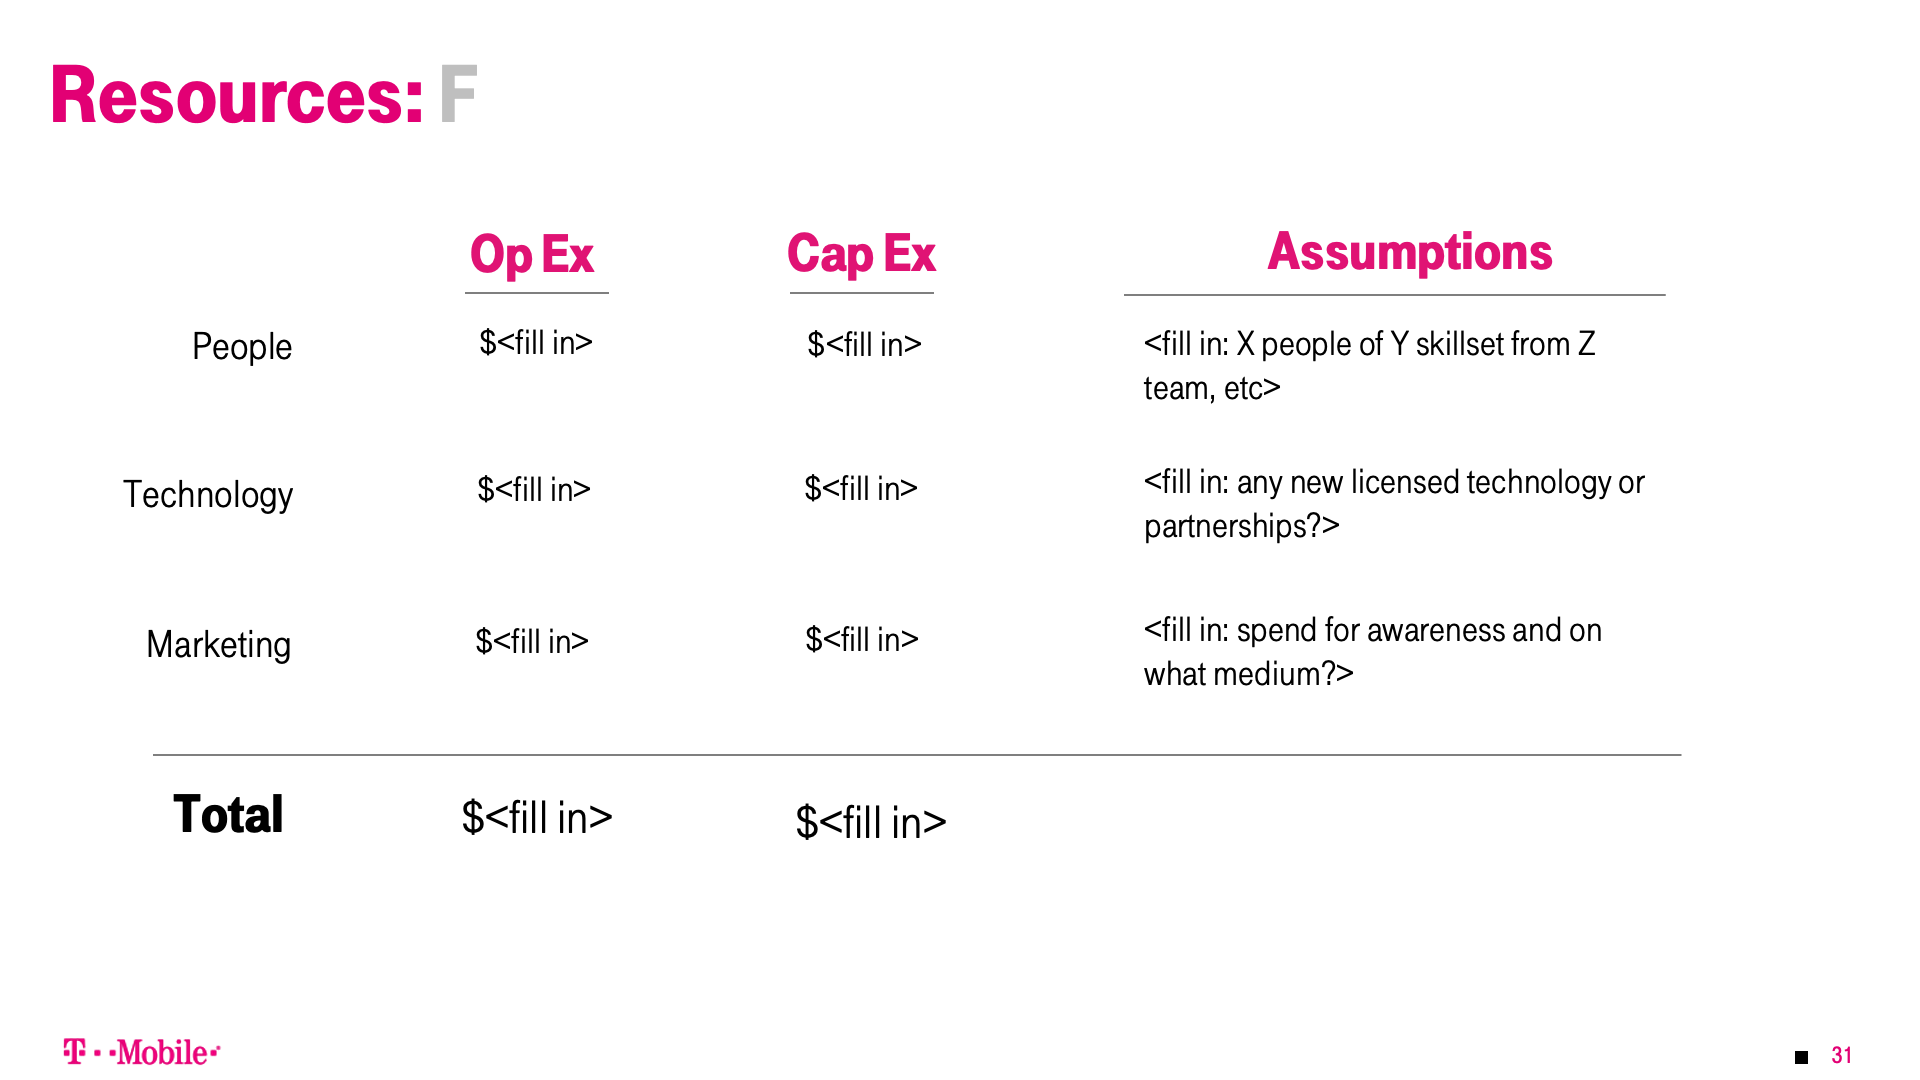 Resources: F
Op Ex Cap Ex Assumptions
People $<fill in> $<fill in> <fill in: X people of Y skillset from Z
team, etc>
Technology $<fill in> $<fill in> <fill in: any new licensed technology or
partnerships?>
Marketing $<fill in> $<fill in> <fill in: spend for awareness and on
what medium?>
Total $<fill in> $<fill in>
T··Mobile·
31